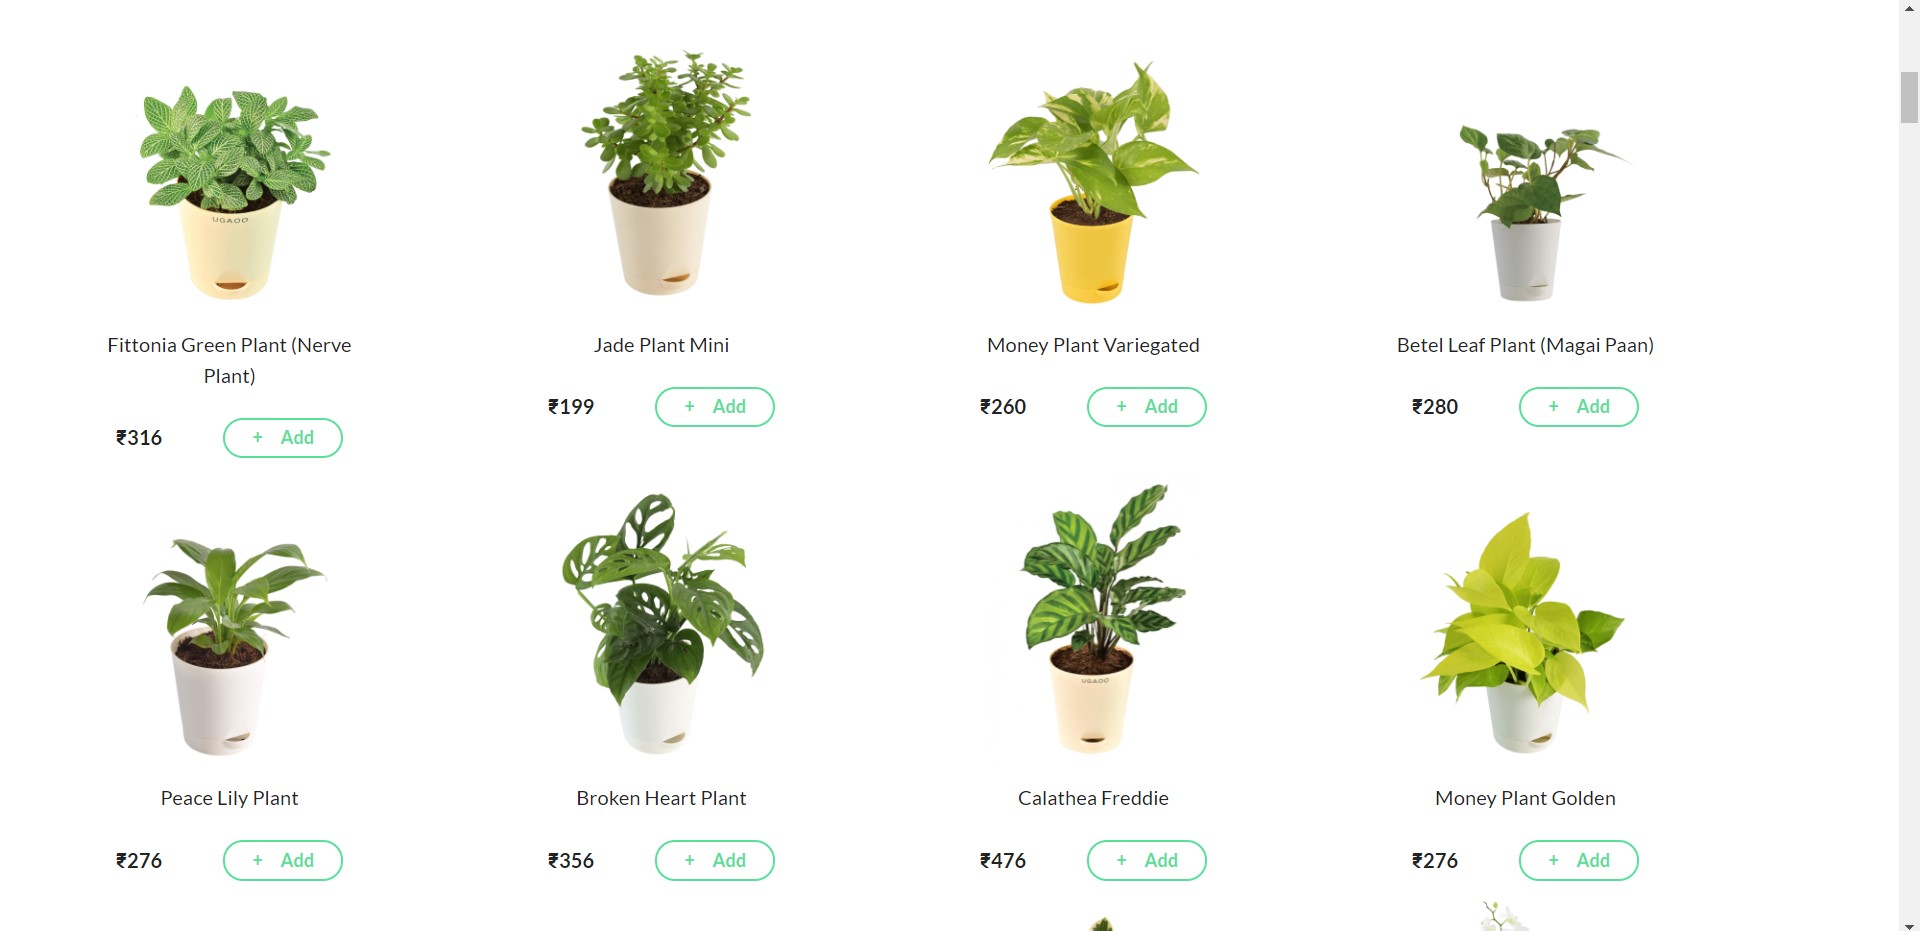 UGAOO
Fittonia Green Plant (Nerve
Plant)
₹316
+ Add
Jade Plant Mini
₹199
+ Add
Money Plant Variegated
₹260
+ Add
Betel Leaf Plant (Magai Paan)
₹280
+ Add
Peace Lily Plant
₹276
+ Add
Broken Heart Plant
₹356
+ Add
UGAOO
Calathea Freddie
₹476
+ Add
Money Plant Golden
₹276
+ Add